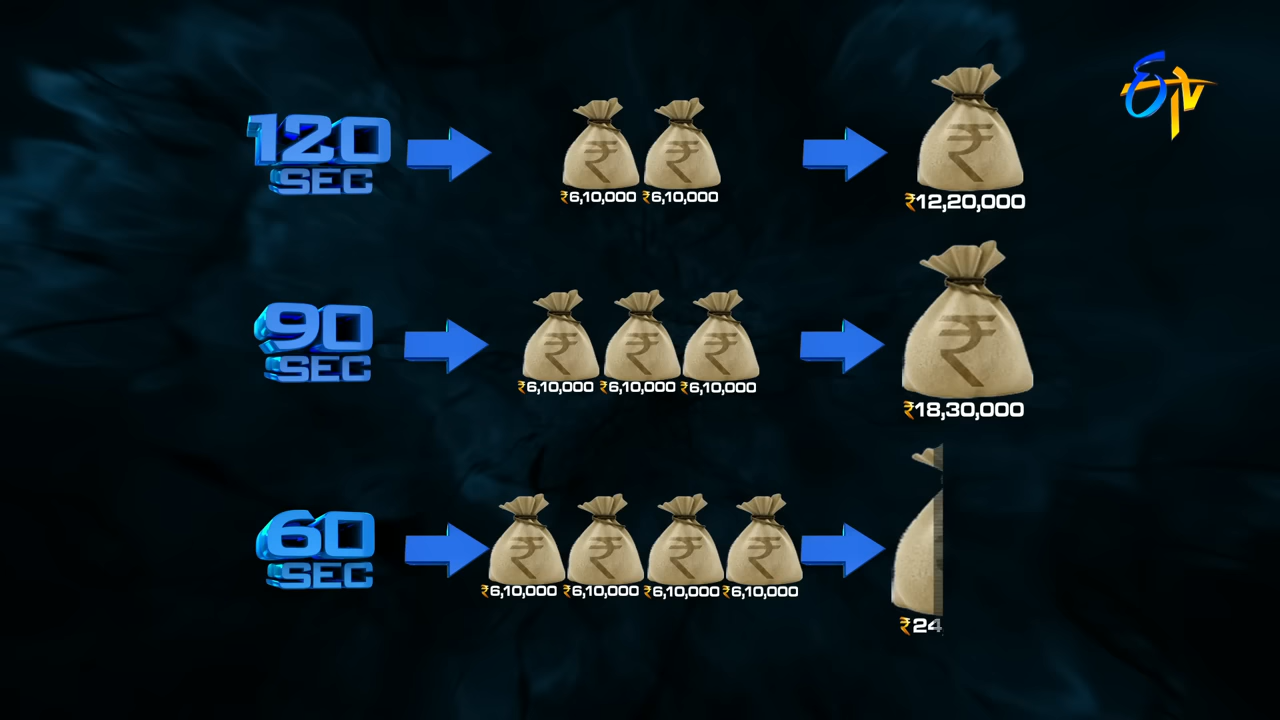 ETV
120
SEC
₹6,10,000 ₹6,10,000
₹12,20,000
90
SEC
₹6,10,000 ₹6,10,000 ₹6,10,000
₹18,30,000
60
SEC
₹6,10,000 ₹6,10,000 ₹6,10,000 ₹6,10,000
₹24